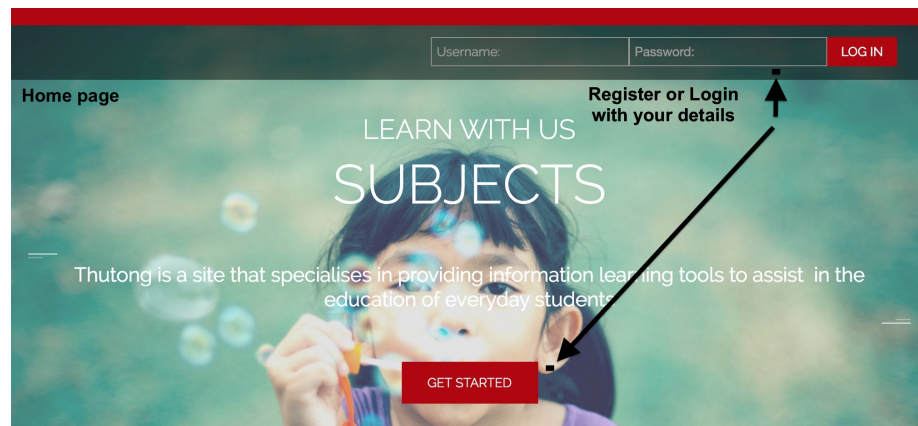 Username:
Password:
LOG IN
Home page
Register or Login
with your details
LEARN WITH US
SUBJECTS
Thutong is a site that specialises in providing information learning tools to assist  in the
education of everyday students
GET STARTED